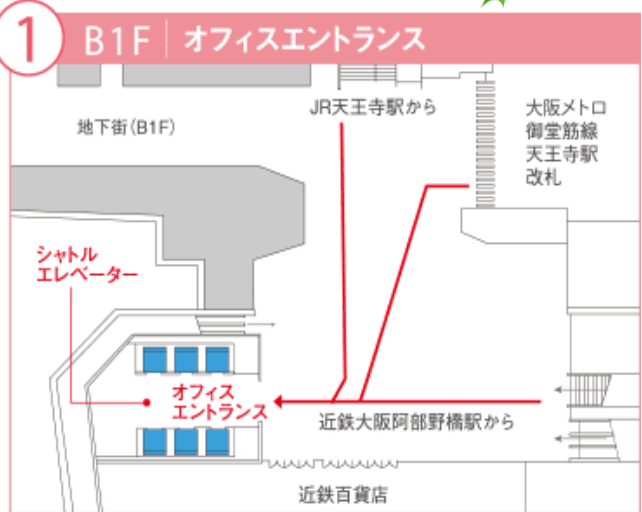 1 B1F オフィスエントランス
JR天王寺駅から
地下街(B1F)
大阪メトロ
御堂筋線
天王寺駅
改札
シャトル
エレベーター
オフィス
エントランス
近鉄大阪阿部野橋駅から
近鉄百貨店